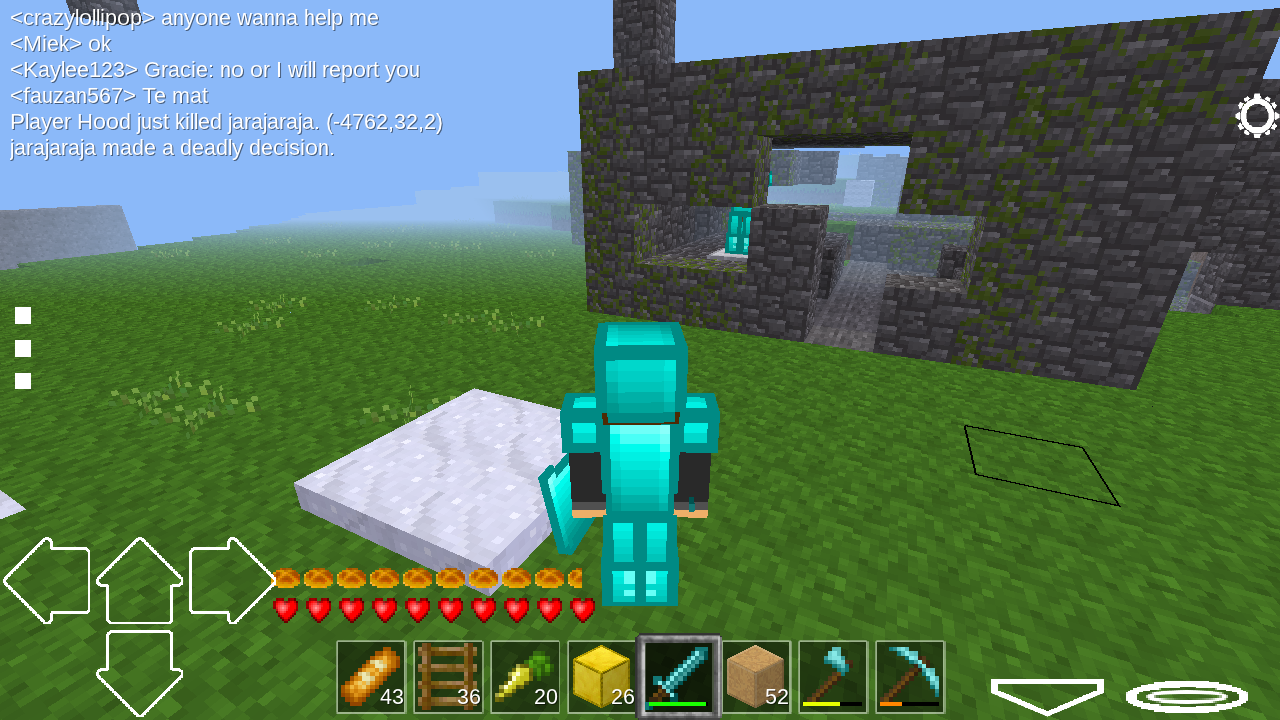 <crazylollipop> anyone wanna help me
<Miek> ok
<Kaylee123> Gracie: no or I will report you
<fauzan567> Te mat
Player Hood just killed jarajaraja. (-4762,32,2)
jarajaraja made a deadly decision.
43 36 20 26 52